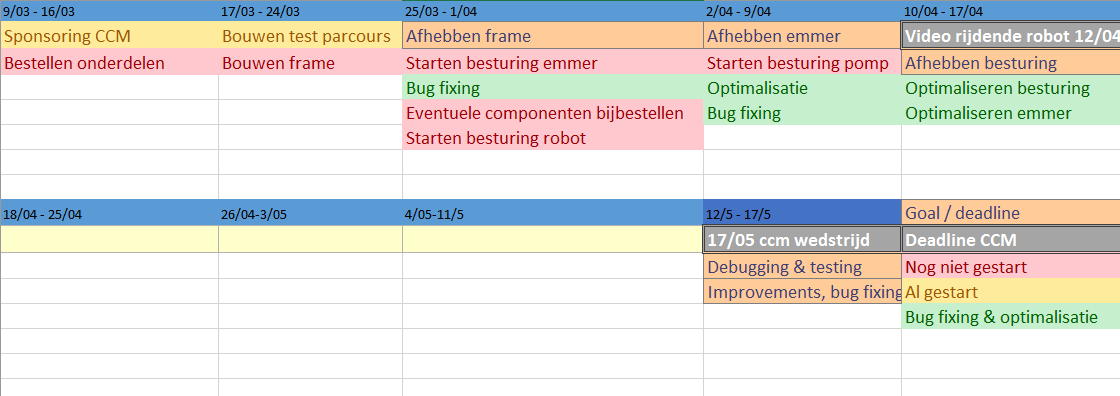 9/03 - 16/03 17/03 - 24/03 25/03 - 1/04 2/04 - 9/04 10/04 - 17/04
Sponsoring CCM Bouwen test parcours Afhebben frame Afhebben emmer Video rijdende robot 12/04
Bestellen onderdelen Bouwen frame Starten besturing emmer Starten besturing pomp Afhebben besturing
Bug fixing Optimalisatie Optimaliseren besturing
Eventuele componenten bijbestellen Bug fixing Optimaliseren emmer
Starten besturing robot
18/04 - 25/04 26/04-3/05 4/05-11/5 12/5 - 17/5 Goal / deadline
17/05 ccm wedstrijd Deadline CCM
Debugging & testing Nog niet gestart
Improvements, bug fixing Al gestart
Bug fixing & optimalisatie